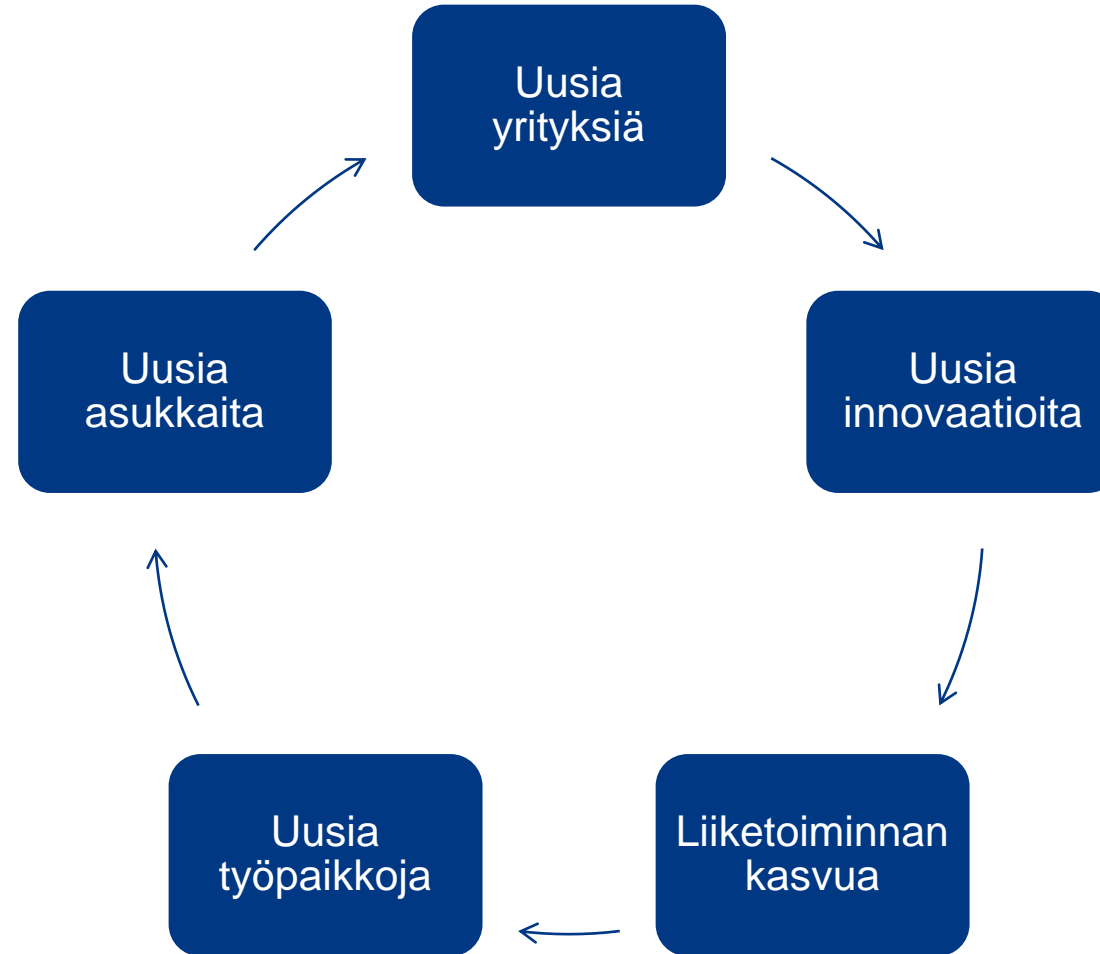 Uusia
yrityksiä
Uusia
innovaatioita
Liiketoiminnan
kasvua
Uusia
työpaikkoja
Uusia
asukkaita